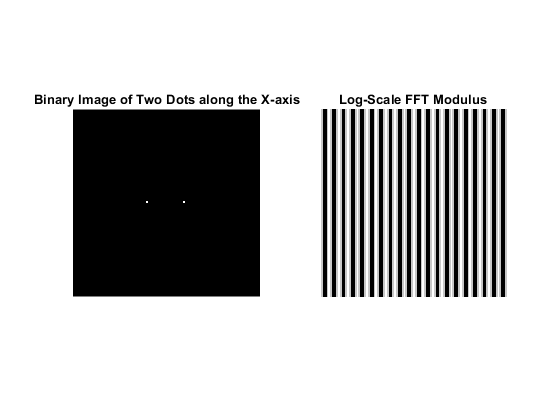 Binary Image of Two Dots along the X-axis
Log-Scale FFT Modulus